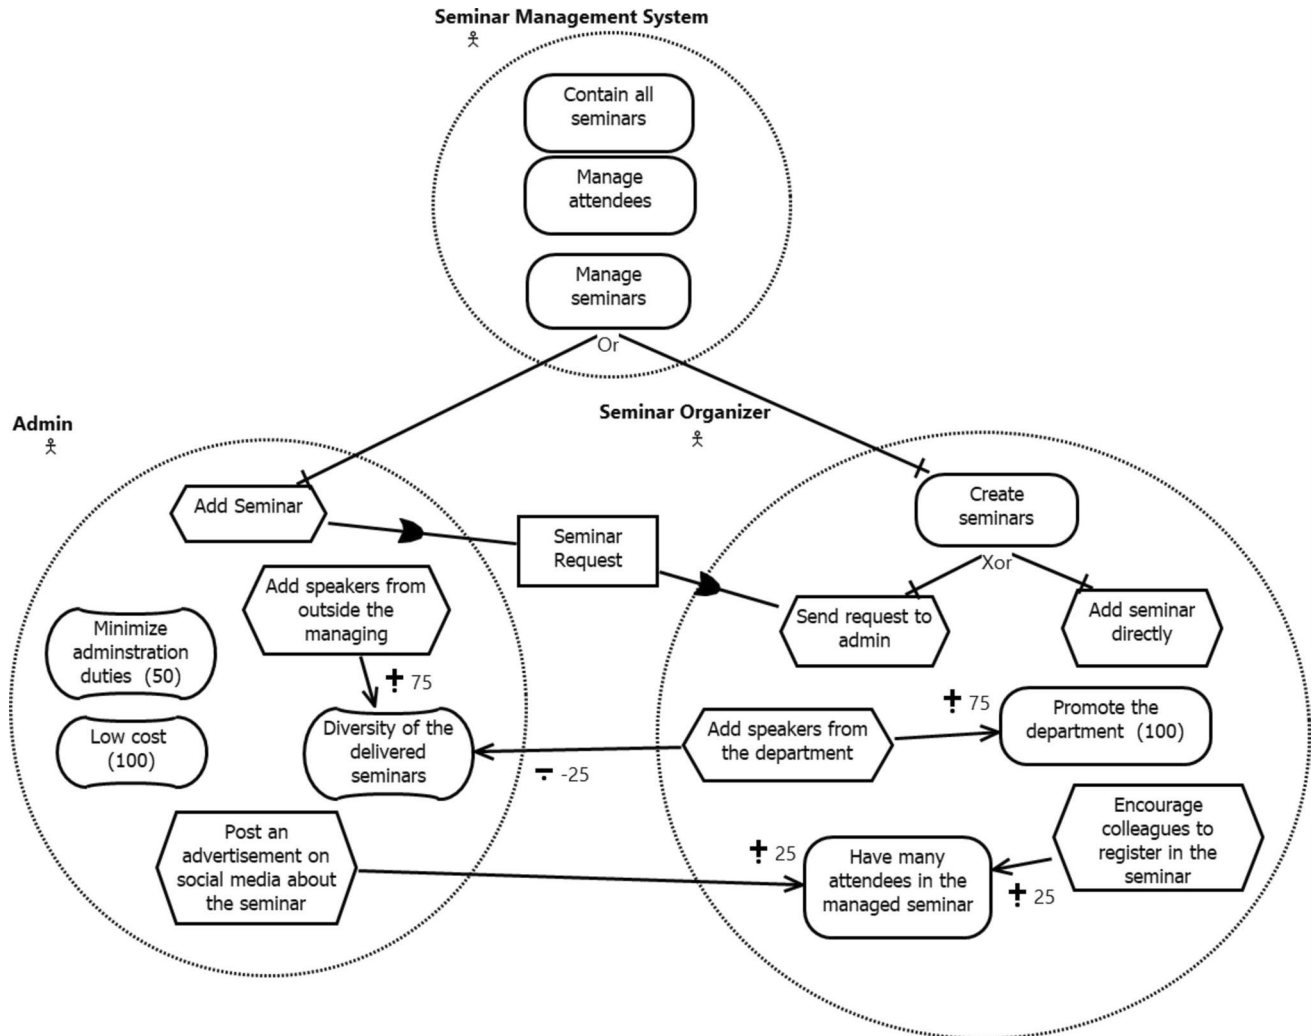 Seminar Management System
Contain all
seminars
Manage
attendees
Manage
seminars
Or
Admin
Seminar Organizer
Add Seminar
Seminar
Request
Create
seminars
Xor
Send request to
admin
Add seminar
directly
Add speakers from
outside the
managing
75
Minimize
adminstration
duties (50)
Low cost
(100)
Diversity of the
delivered
seminars
-25
Add speakers from
the department
75
Promote the
department (100)
Post an
advertisement on
social media about
the seminar
25
Have many
attendees in the
managed seminar
25
Encourage
colleagues to
register in the
seminar